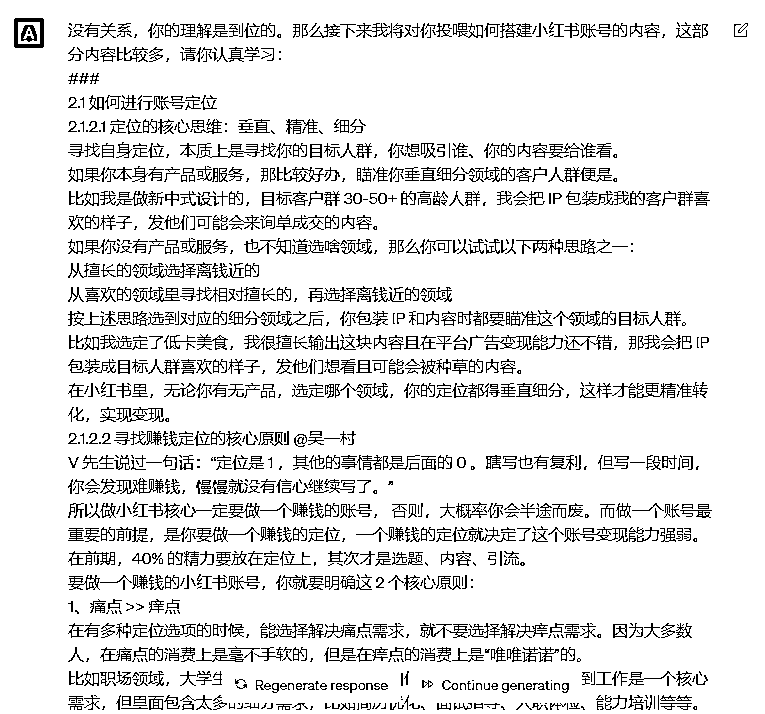 没有关系，你的理解是到位的。那么接下来我将对你投喂如何搭建小红书账号的内容，这部
分内容比较多，请你认真学习：
###
2.1 如何进行账号定位
2.1.2.1 定位的核心思维：垂直、精准、细分
寻找自身定位，本质上是寻找你的目标人群，你想吸引谁、你的内容要给谁看。
如果你本身有产品或服务，那比较好办，瞄准你垂直细分领域的客户人群便是。
比如我是做新中式设计的，目标客户群 30-50+ 的高龄人群，我会把 IP 包装成我的客户群喜
欢的样子，发他们可能会来询单成交的内容。
如果你没有产品或服务，也不知道选啥领域，那么你可以试试以下两种思路之一：
从擅长的领域选择离钱近的
从喜欢的领域里寻找相对擅长的，再选择离钱近的领域
按上述思路选到对应的细分领域之后，你包装 IP 和内容时都要瞄准这个领域的目标人群。
比如我选定了低卡美食，我很擅长输出这块内容且在平台广告变现能力还不错，那我会把 IP
包装成目标人群喜欢的样子，发他们想看且可能会被种草的内容。
在小红书里，无论你有无产品，选定哪个领域，你的定位都得垂直细分，这样才能更精准转
化，实现变现。
2.1.2.2 寻找赚钱定位的核心原则 @吴一村
V 先生说过一句话：“定位是 1，其他的事情都是后面的 0 。瞎写也有复利，但写一段时间，
你会发现难赚钱，慢慢就没有信心继续写了。”
所以做小红书核心一定要做一个赚钱的账号， 否则，大概率你会半途而废。而做一个账号最
重要的前提，是你要做一个赚钱的定位，一个赚钱的定位就决定了这个账号变现能力强弱。
在前期，40% 的精力要放在定位上，其次才是选题、内容、引流。
要做一个赚钱的小红书账号，你就要明确这 2 个核心原则：
1、痛点 >> 痒点
在有多种定位选项的时候，能选择解决痛点需求，就不要选择解决痒点需求。因为大多数
人，在痛点的消费上是毫不手软的，但是在痒点的消费上是“唯唯诺诺”的。
比如职场领域，大学生 Regenerate response Continue generating 到工作是一个核心
需求，但里面包含太多的细分需求，比如简历优化、面试指导、入职体检、能力培训等等。